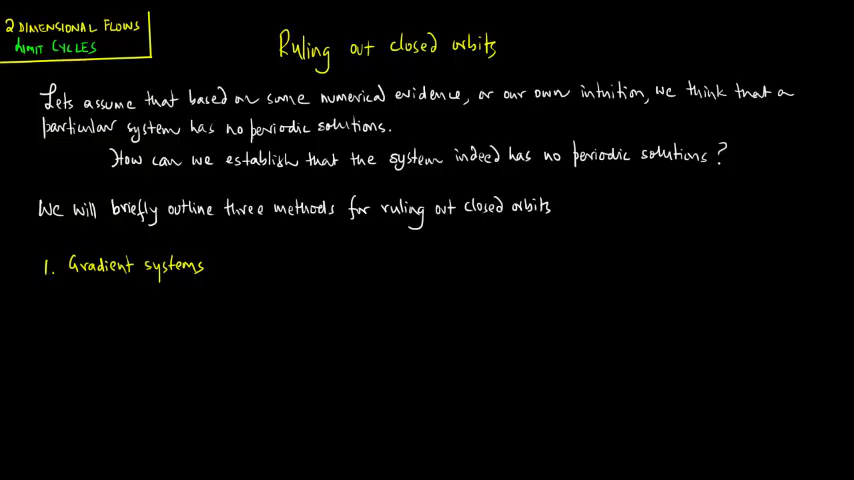 2 DIMENSIONAL FLOWS
LIMIT CYCLES
Ruling out closed orbits
Lets assume that based on some numerical evidence, or our own intuition, we think that a
particular system has no periodic solutions.
How can we establish that the system indeed has no periodic solutions?
We will briefly outline three methods for ruling out closed orbits
1. Gradient systems